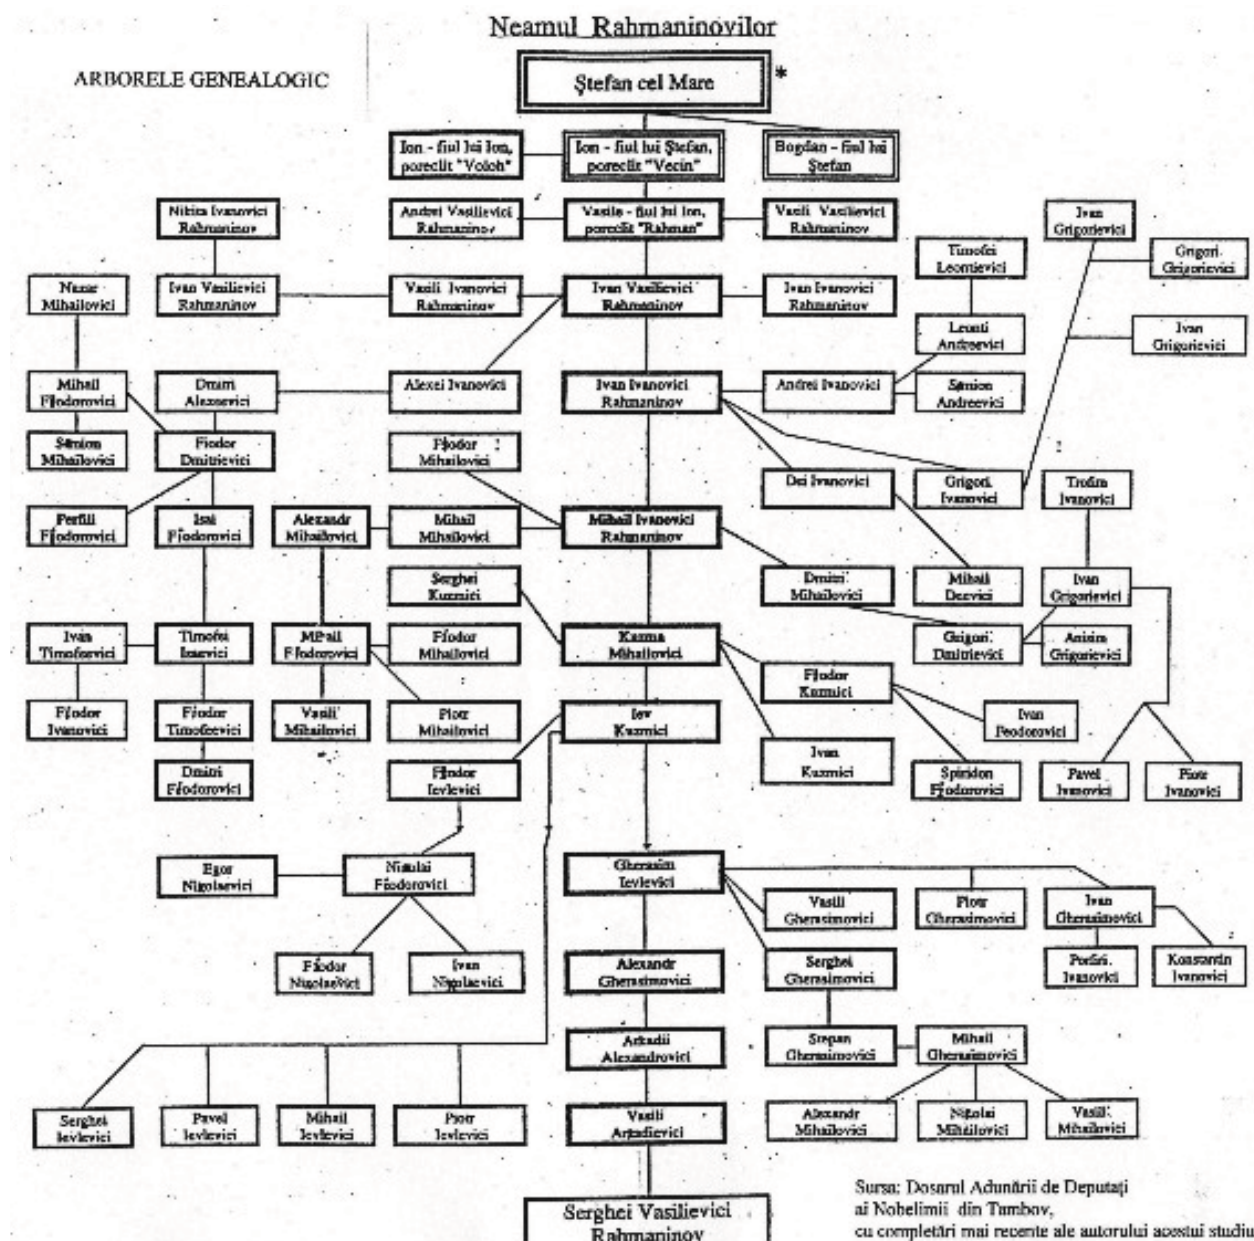 Neamul Rahmaninovilor
ARBORELE GENEALOGIC
Ștefan cel Mare *
Ion - fiul lui Ion,
poreclit "Voloh"
Ion - fiul lui Ștefan,
poreclit "Vecin"
Bogdan - fiul lui
Ștefan
Nikita Ivanovici
Rahmaninov
Andrei Vasilievici
Rahmaninov
Vasile - fiul lui Ion,
poreclit "Rahman"
Vasili Vasilievici
Rahmaninov
Ivan
Grigorievici
Grigori
Grigorievici
Timofei
Leontievici
Nazar
Mihailovici
Ivan Vasilievici
Rahmaninov
Vasili Ivanovici
Rahmaninov
Ivan Vasilievici
Rahmaninov
Ivan Ivanovici
Rahmaninov
Leonti
Andreevici
Ivan
Grigorievici
Mihail
Fiodorovici
Dmitri
Alexeevici
Alexei Ivanovici
Ivan Ivanovici
Rahmaninov
Andrei Ivanovici
Simion
Andreevici
Simion
Mihailovici
Fiodor
Dmitrievici
Fiodor
Mihailovici
Dei Ivanovici
Grigori
Ivanovici
Trofim
Ivanovici
Perfili
Fiodorovici
Isai
Fiodorovici
Alexandr
Mihailovici
Mihail
Mihailovici
Mihail Ivanovici
Rahmaninov
Serghei
Kuzmici
Dmitri
Mihailovici
Mihail
Deevici
Ivan
Grigorievici
Ivan
Timofeevici
Timofei
Isaevici
Mihail
Fiodorovici
Fiodor
Mihailovici
Kuzma
Mihailovici
Grigori
Dmitrievici
Anisim
Grigorievici
Fiodor
Kuzmici
Fiodor
Ivanovici
Fiodor
Timofeevici
Vasili
Mihailovici
Piotr
Mihailovici
Iev
Kuzmici
Ivan
Feodorovici
Ivan
Kuzmici
Dmitri
Fiodorovici
Fiodor
Ievlevici
Spiridon
Fiodorovici
Pavel
Ivanovici
Piotr
Ivanovici
Egor
Nicolaevici
Nicolai
Fiodorovici
Gherasim
Ievlevici
Vasili
Gherasimovici
Piotr
Gherasimovici
Ivan
Gherasimovici
Fiodor
Nicolaevici
Ivan
Nicolaevici
Alexandr
Gherasimovici
Serghei
Gherasimovici
Porfiri
Ivanovici
Konstantin
Ivanovici
Arkadii
Alexandrovici
Stepan
Gherasimovici
Mihail
Gherasimovici
Serghei
Ievlevici
Pavel
Ievlevici
Mihail
Ievlevici
Piotr
Ievlevici
Vasili
Arkadievici
Alexandr
Mihailovici
Nicolai
Mihailovici
Vasili
Mihailovici
Serghei Vasilievici
Rahmaninov
Sursa: Dosarul Adunării de Deputați
ai Nobelimii din Tambov,
cu completări mai recente ale autorului acestui studiu